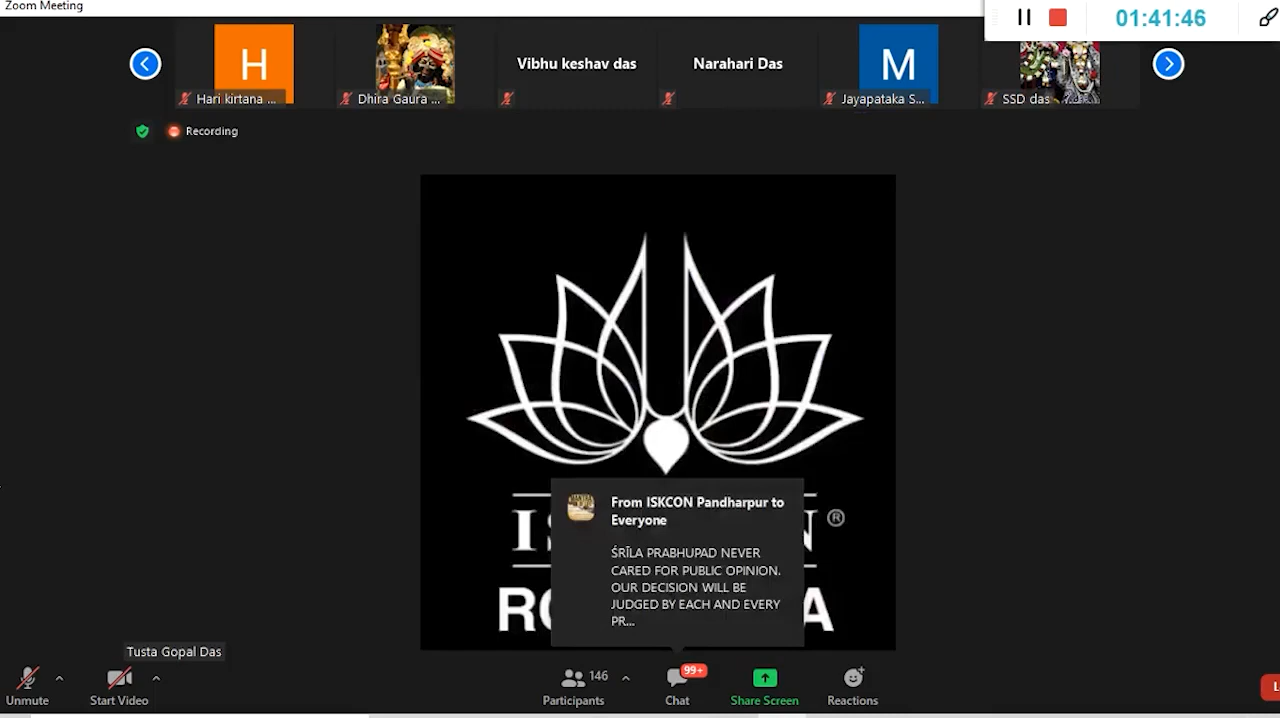 Zoom Meeting
01:41:46
H
Hari kirtana ...
Dhira Gaura ...
Vibhu keshav das
Narahari Das
M
Jayapataka S...
SSD das
Recording
From ISKCON Pandharpur to
Everyone
ŚRĪLA PRABHUPAD NEVER
CARED FOR PUBLIC OPINION.
OUR DECISION WILL BE
JUDGED BY EACH AND EVERY
PR...
®
Tusta Gopal Das
146
99+
Unmute
Start Video
Participants
Chat
Share Screen
Reactions